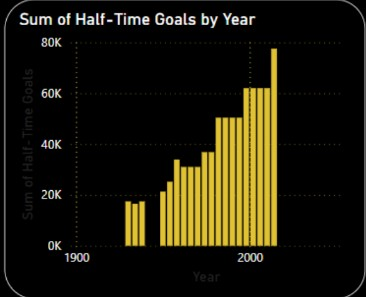 Sum of Half-Time Goals by Year
80K
60K
40K
20K
0K
Sum of Half-Time Goals
1900
2000
Year